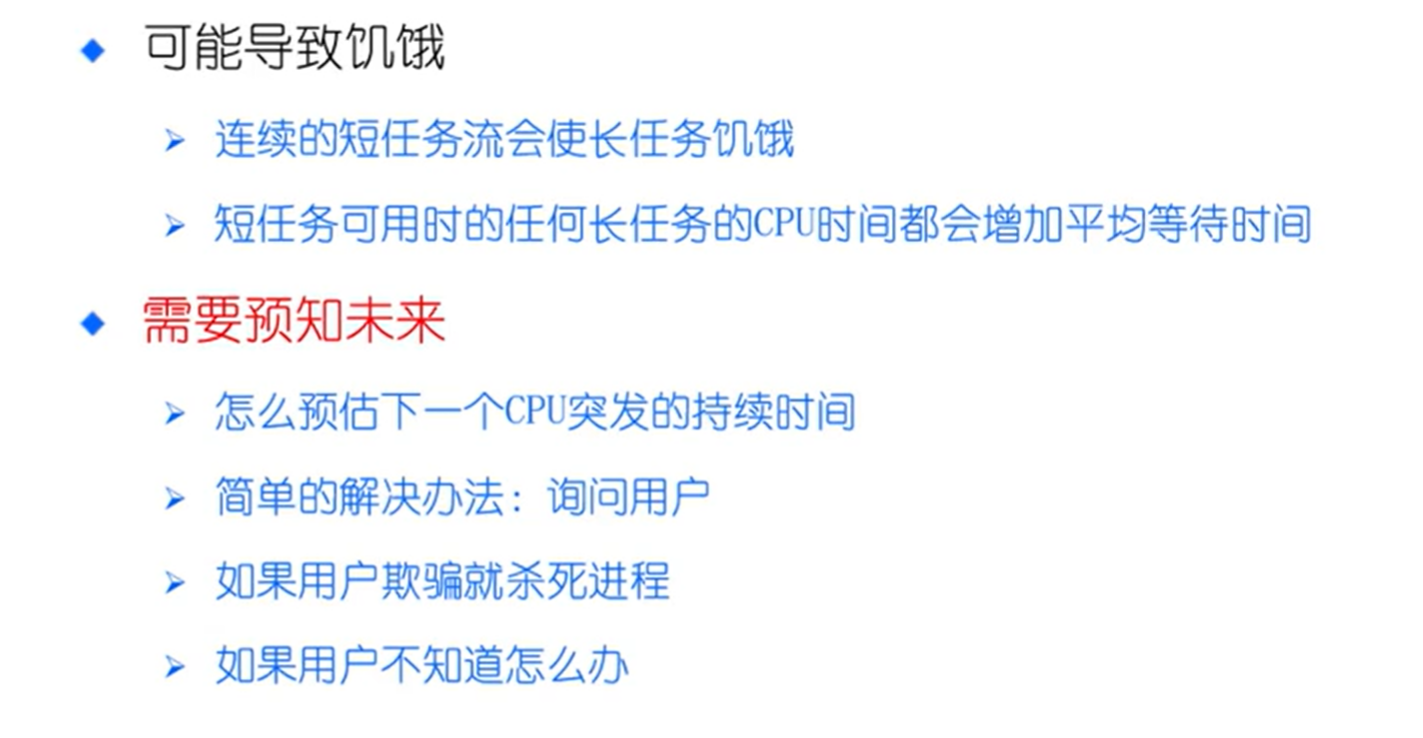 可能导致饥饿
连续的短任务流会使长任务饥饿
短任务可用时的任何长任务的CPU时间都会增加平均等待时间
需要预知未来
怎么预估下一个CPU突发的持续时间
简单的解决办法：询问用户
如果用户欺骗就杀死进程
如果用户不知道怎么办